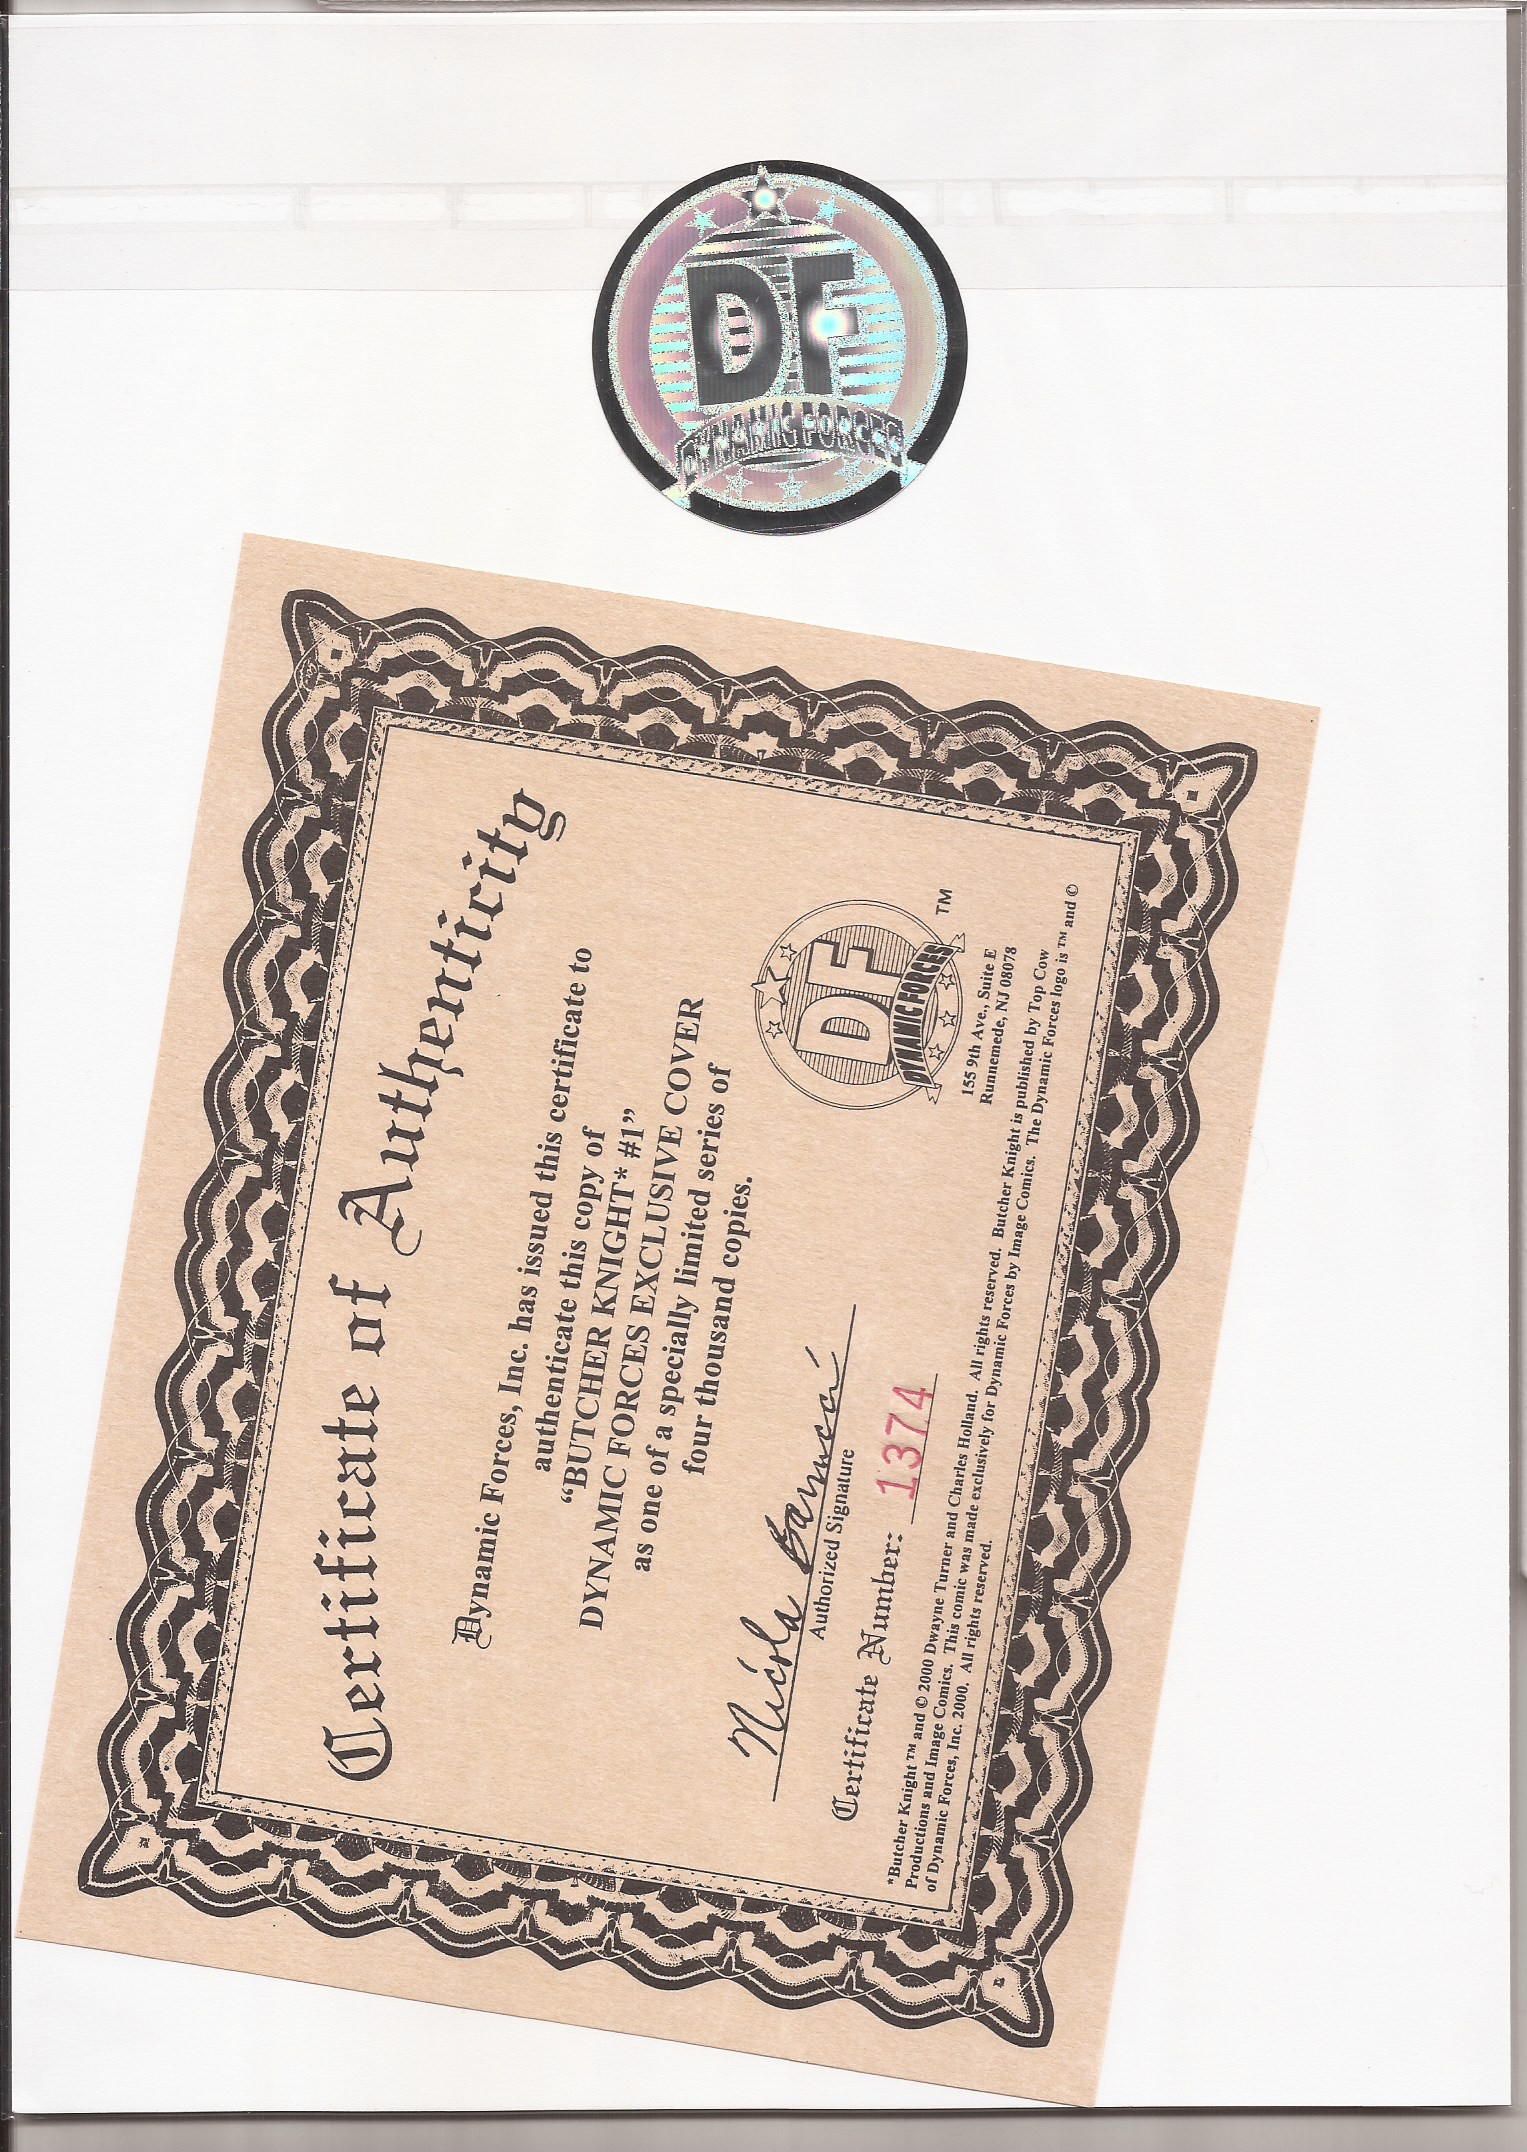 DF
DYNAMIC FORCES
Certificate of Authenticity
Dynamic Forces, Inc. has issued this certificate to
authenticate this copy of
“BUTCHER KNIGHT* #1”
DYNAMIC FORCES EXCLUSIVE COVER
as one of a specially limited series of
four thousand copies.
Nicola Barrucci
Authorized Signature
Certificate Number: 1374
DF
DYNAMIC FORCES
TM
155 9th Ave., Suite E
Runnemede, NJ 08078
*Butcher Knight™ and © 2000 Dwayne Turner and Charles Holland. All rights reserved. Butcher Knight is published by Top Cow
Productions and Image Comics. This comic was made exclusively for Dynamic Forces by Image Comics. The Dynamic Forces logo is ™ and ©
of Dynamic Forces, Inc. 2000. All rights reserved.